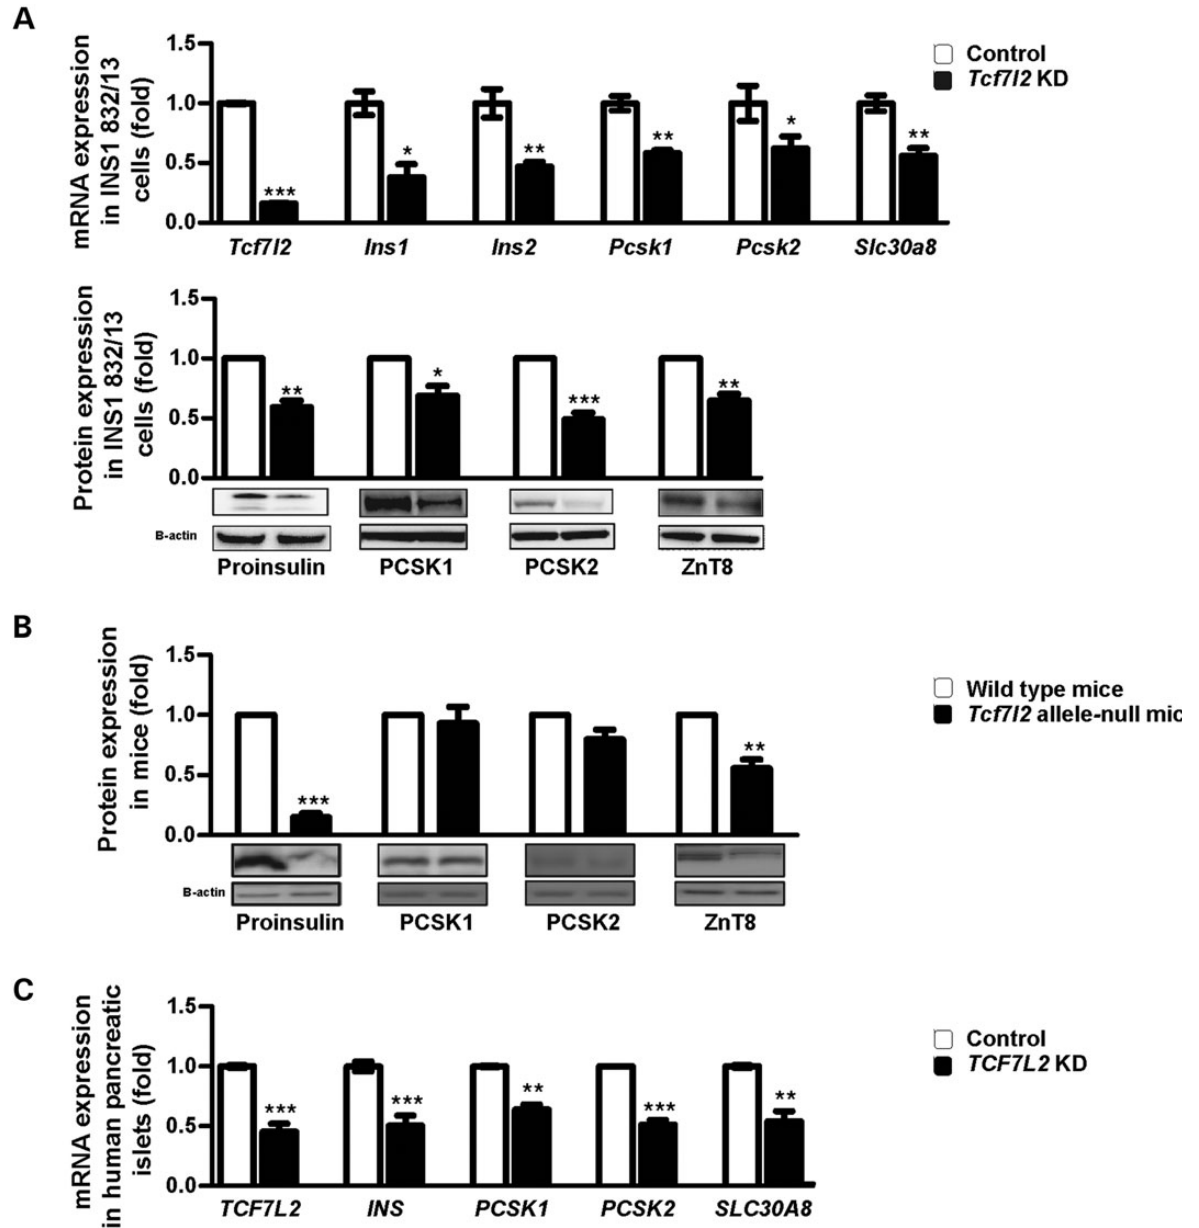 A
mRNA expression
in INS1 832/13
cells (fold)
1.5
1.0
0.5
0.0
***
*
**
**
*
**
Tcf7l2 Ins1 Ins2 Pcsk1 Pcsk2 Slc30a8
Control
Tcf7l2 KD
Protein expression
in INS1 832/13
cells (fold)
1.5
1.0
0.5
0.0
**
*
***
**
B-actin
Proinsulin PCSK1 PCSK2 ZnT8
B
Protein expression
in mice (fold)
1.5
1.0
0.5
0.0
***
**
B-actin
Proinsulin PCSK1 PCSK2 ZnT8
Wild type mice
Tcf7l2 allele-null mic
C
mRNA expression
in human pancreatic
islets (fold)
1.5
1.0
0.5
0.0
***
***
**
***
**
TCF7L2 INS PCSK1 PCSK2 SLC30A8
Control
TCF7L2 KD